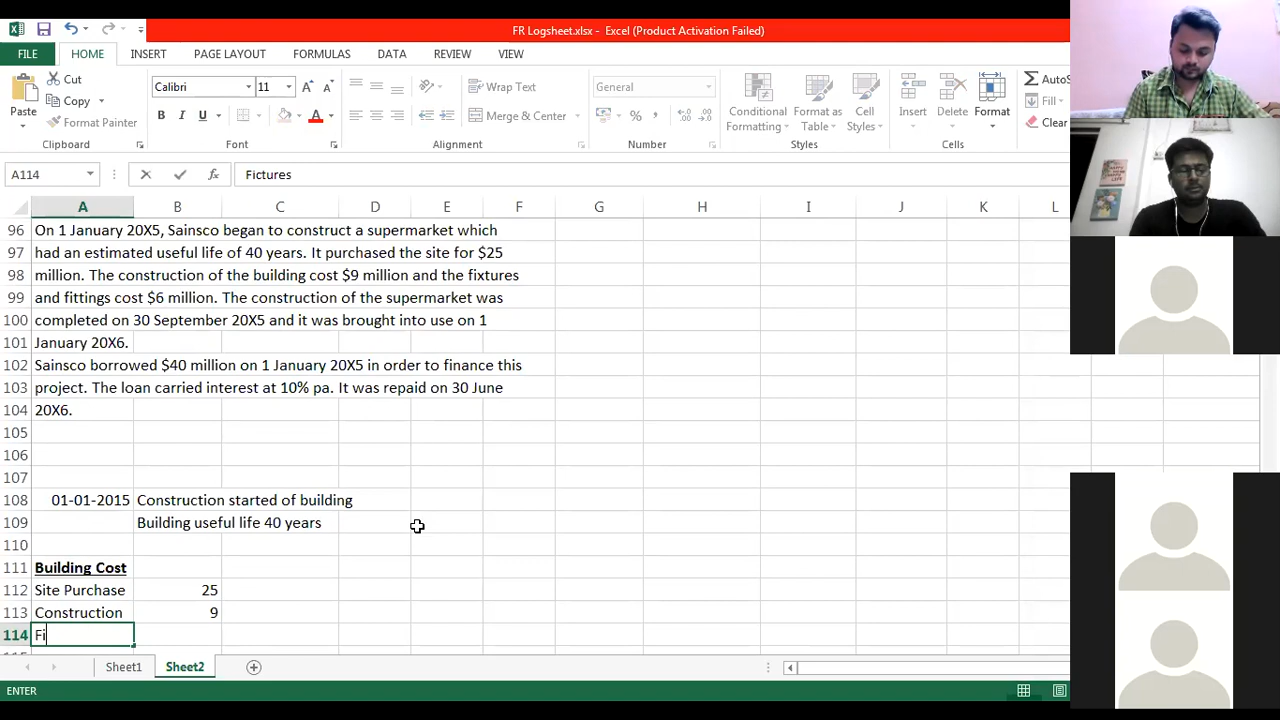 FR Logsheet.xlsx - Excel (Product Activation Failed)
FILE HOME INSERT PAGE LAYOUT FORMULAS DATA REVIEW VIEW
Paste
Cut
Copy
Format Painter
Clipboard
Calibri 11
B I U A
Font
Wrap Text
Merge & Center
Alignment
General
%
Number
Conditional Formatting
Format as Table
Cell Styles
Styles
Insert
Delete
Format
Cells
AutoS
Fill
Clear
A114 fx Fictures
A B C D E F G H I J K L
96 On 1 January 20X5, Sainsco began to construct a supermarket which
97 had an estimated useful life of 40 years. It purchased the site for $25
98 million. The construction of the building cost $9 million and the fixtures
99 and fittings cost $6 million. The construction of the supermarket was
100 completed on 30 September 20X5 and it was brought into use on 1
101 January 20X6.
102 Sainsco borrowed $40 million on 1 January 20X5 in order to finance this
103 project. The loan carried interest at 10% pa. It was repaid on 30 June
104 20X6.
105
106
107
108 01-01-2015 Construction started of building
109 Building useful life 40 years
110
111 Building Cost
112 Site Purchase 25
113 Construction 9
114 Fi
Sheet1 Sheet2
ENTER